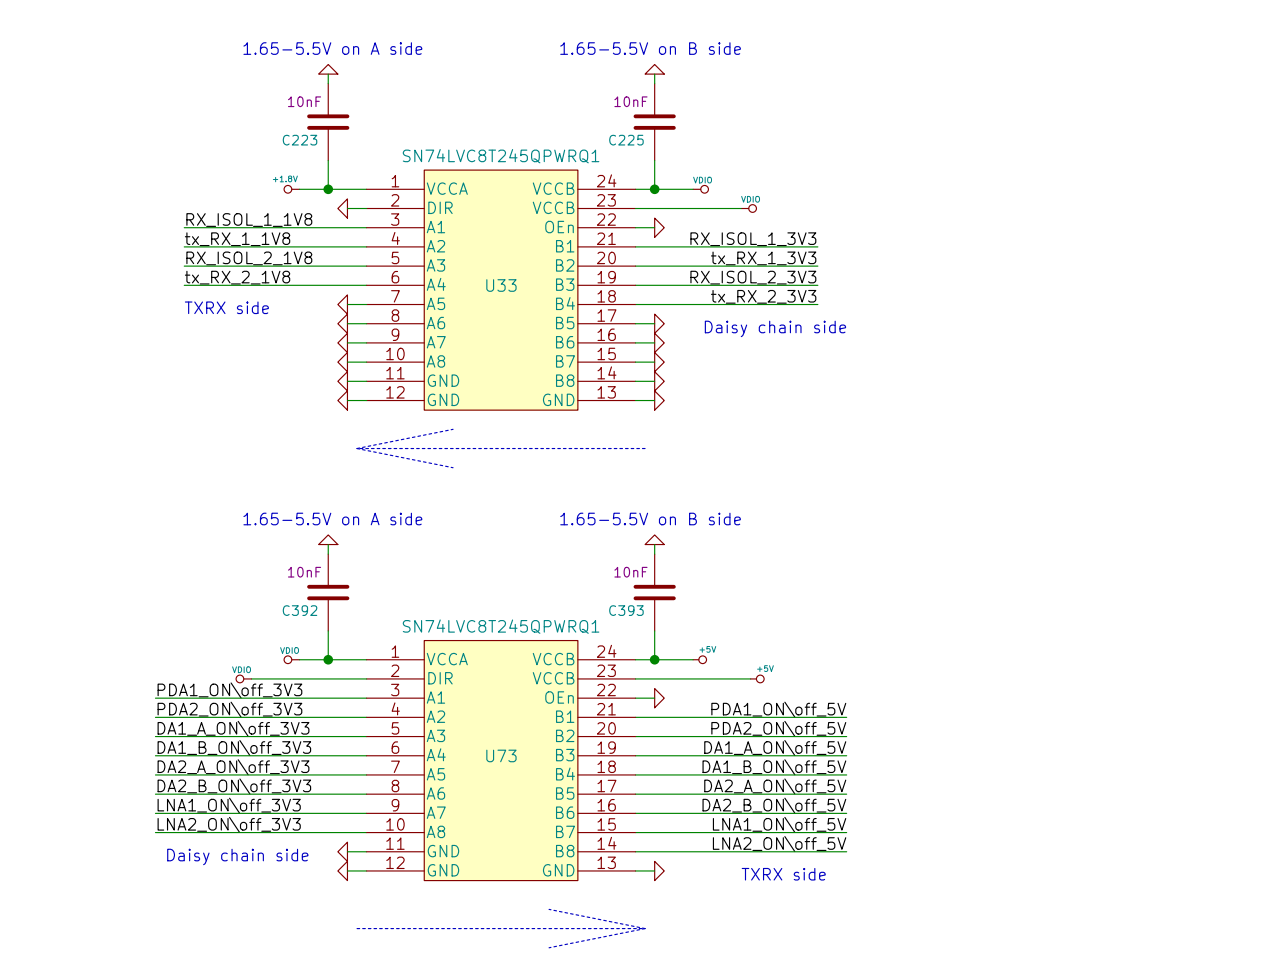 1.65-5.5V on A side 1.65-5.5V on B side
10nF 10nF
C223 C225
SN74LVC8T245QPWRQ1
+1.8V 1 VCCA VCCB 24 VDIO
2 DIR VCCB 23 VDIO
RX_ISOL_1_1V8 3 A1 OEn 22
tx_RX_1_1V8 4 A2 B1 21 RX_ISOL_1_3V3
RX_ISOL_2_1V8 5 A3 B2 20 tx_RX_1_3V3
tx_RX_2_1V8 6 A4 U33 B3 19 RX_ISOL_2_3V3
TXRX side 7 A5 B4 18 tx_RX_2_3V3
8 A6 B5 17 Daisy chain side
9 A7 B6 16
10 A8 B7 15
11 GND B8 14
12 GND GND 13
1.65-5.5V on A side 1.65-5.5V on B side
10nF 10nF
C392 C393
SN74LVC8T245QPWRQ1
VDIO 1 VCCA VCCB 24 +5V
VDIO 2 DIR VCCB 23 +5V
PDA1_ON\off_3V3 3 A1 OEn 22
PDA2_ON\off_3V3 4 A2 B1 21 PDA1_ON\off_5V
DA1_A_ON\off_3V3 5 A3 B2 20 PDA2_ON\off_5V
DA1_B_ON\off_3V3 6 A4 U73 B3 19 DA1_A_ON\off_5V
DA2_A_ON\off_3V3 7 A5 B4 18 DA1_B_ON\off_5V
DA2_B_ON\off_3V3 8 A6 B5 17 DA2_A_ON\off_5V
LNA1_ON\off_3V3 9 A7 B6 16 DA2_B_ON\off_5V
LNA2_ON\off_3V3 10 A8 B7 15 LNA1_ON\off_5V
Daisy chain side 11 GND B8 14 LNA2_ON\off_5V
12 GND GND 13 TXRX side